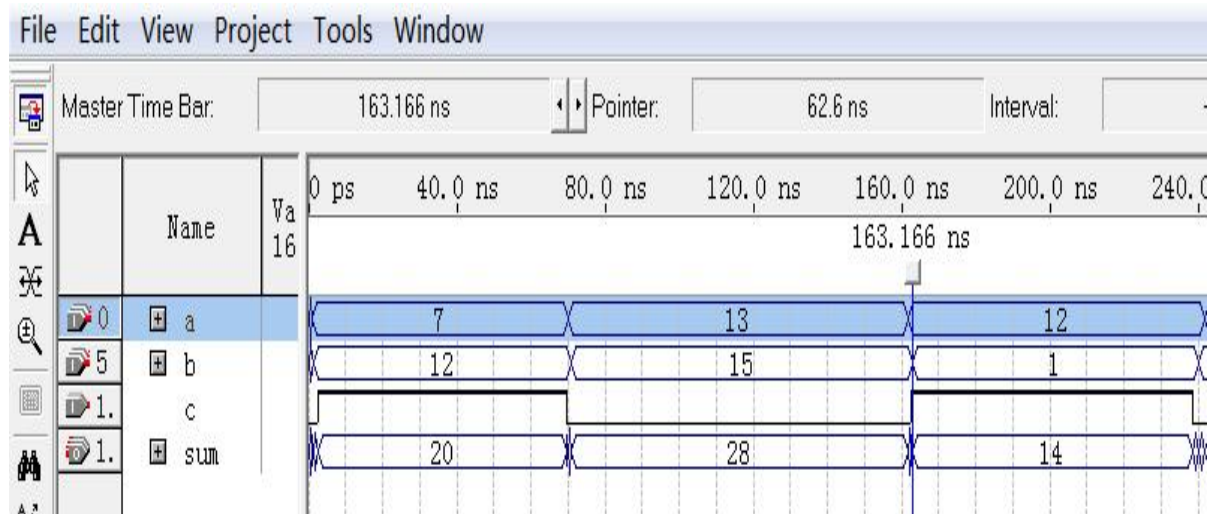 File Edit View Project Tools Window
Master Time Bar: 163.166 ns Pointer: 62.6 ns Interval: -
Name Va 16
0 ps 40.0 ns 80.0 ns 120.0 ns 160.0 ns 200.0 ns 240.0
163.166 ns
0 a 7 13 12
5 b 12 15 1
1. c
1. sum 20 28 14
A